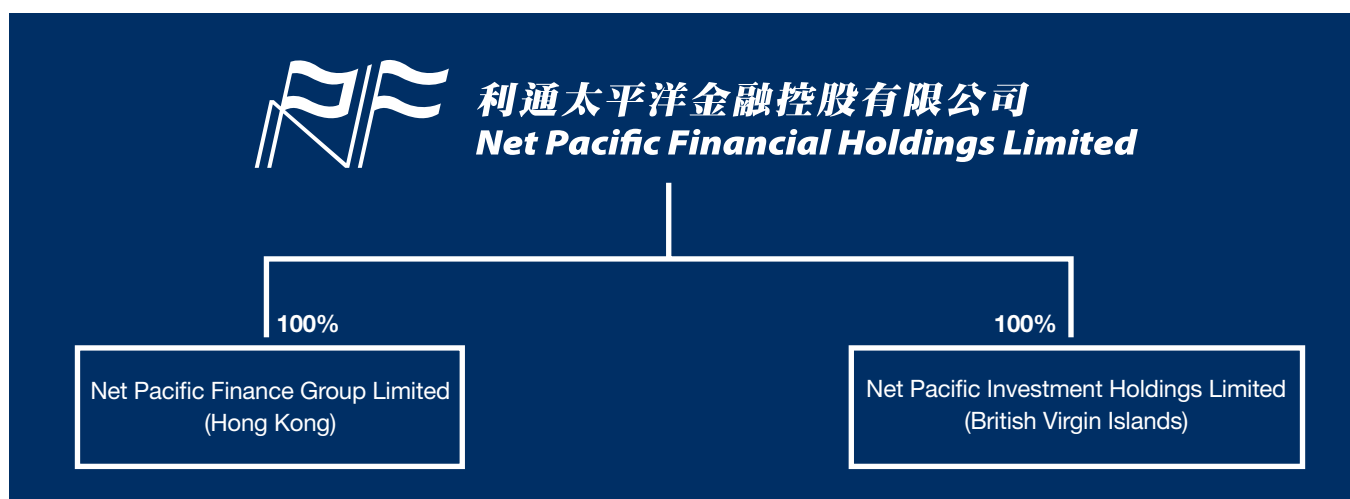 利通太平洋金融控股有限公司
Net Pacific Financial Holdings Limited
100%
100%
Net Pacific Finance Group Limited
(Hong Kong)
Net Pacific Investment Holdings Limited
(British Virgin Islands)